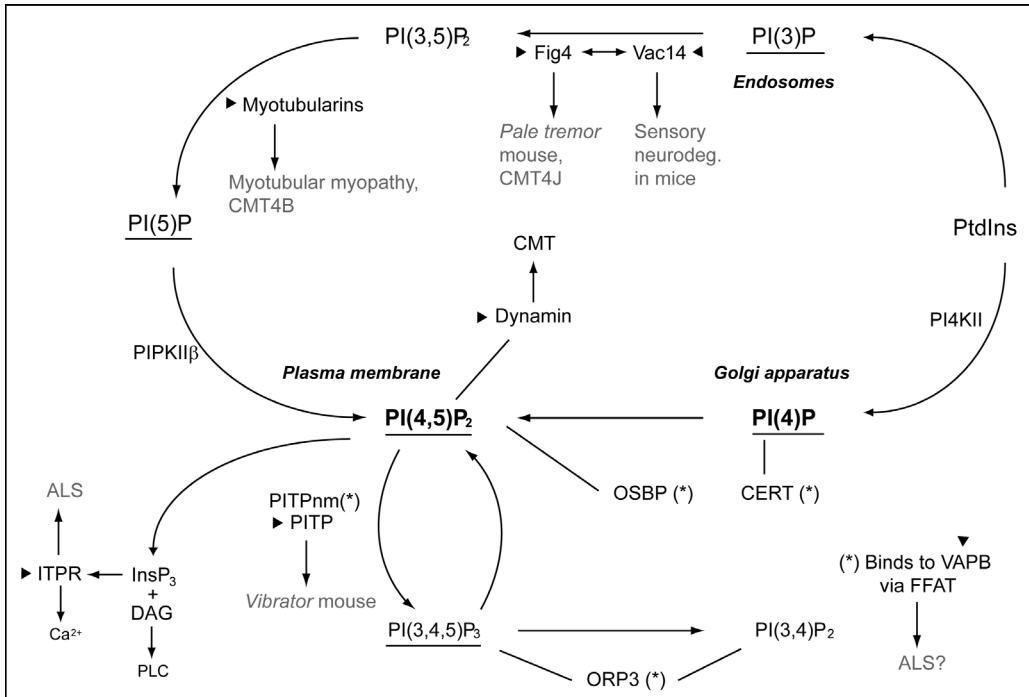 PI(3,5)P₂
PI(3)P
Fig4
Vac14
Endosomes
Myotubularins
Pale tremor
mouse,
CMT4J
Sensory
neurodeg.
in mice
Myotubular myopathy,
CMT4B
PI(5)P
PtdIns
CMT
Dynamin
PI4KII
PIPKIIβ
Plasma membrane
Golgi apparatus
PI(4,5)P₂
PI(4)P
ALS
PITPnm(*)
PITP
OSBP (*)
CERT (*)
ITPR
InsP₃
+
DAG
(*) Binds to VAPB
via FFAT
Vibrator mouse
Ca²⁺
PI(3,4,5)P₃
PI(3,4)P₂
PLC
ORP3 (*)
ALS?